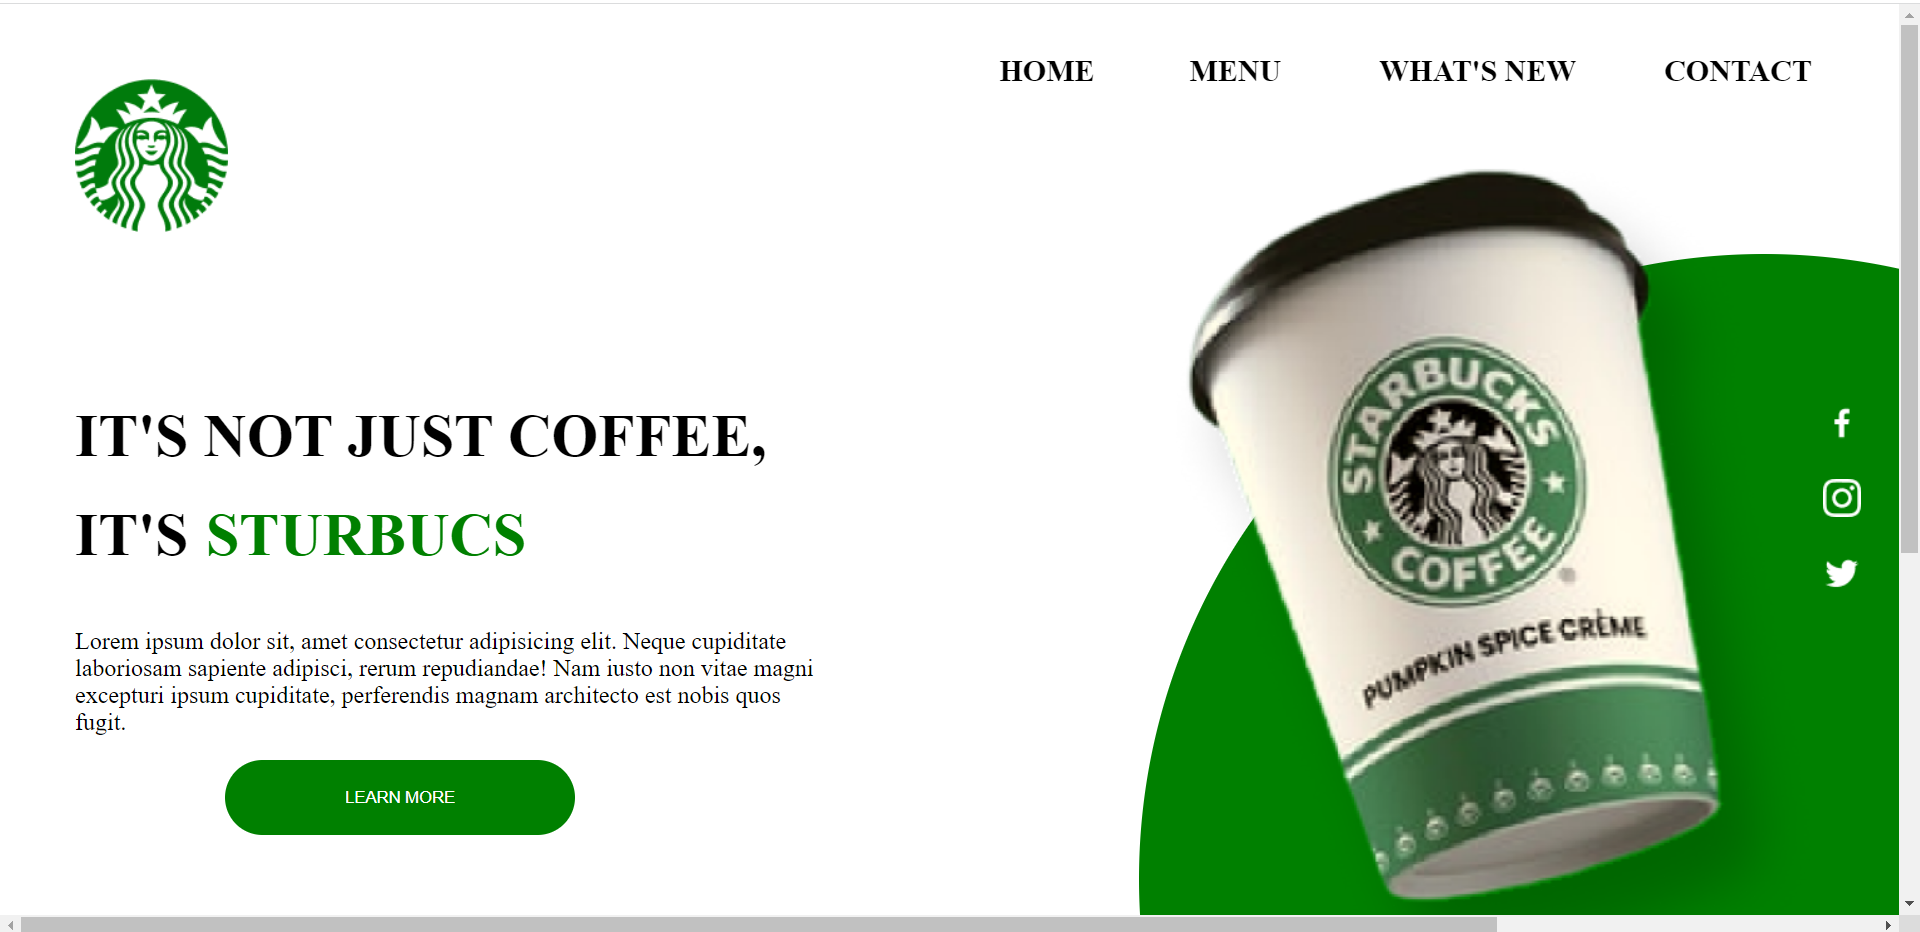 HOME MENU WHAT'S NEW CONTACT
IT'S NOT JUST COFFEE,
IT'S STURBUCS
Lorem ipsum dolor sit, amet consectetur adipisicing elit. Neque cupiditate
laboriosam sapiente adipisci, rerum repudiandae! Nam iusto non vitae magni
excepturi ipsum cupiditate, perferendis magnam architecto est nobis quos
fugit.
LEARN MORE
STARBUCKS
COFFEE
PUMPKIN SPICE CRÈME